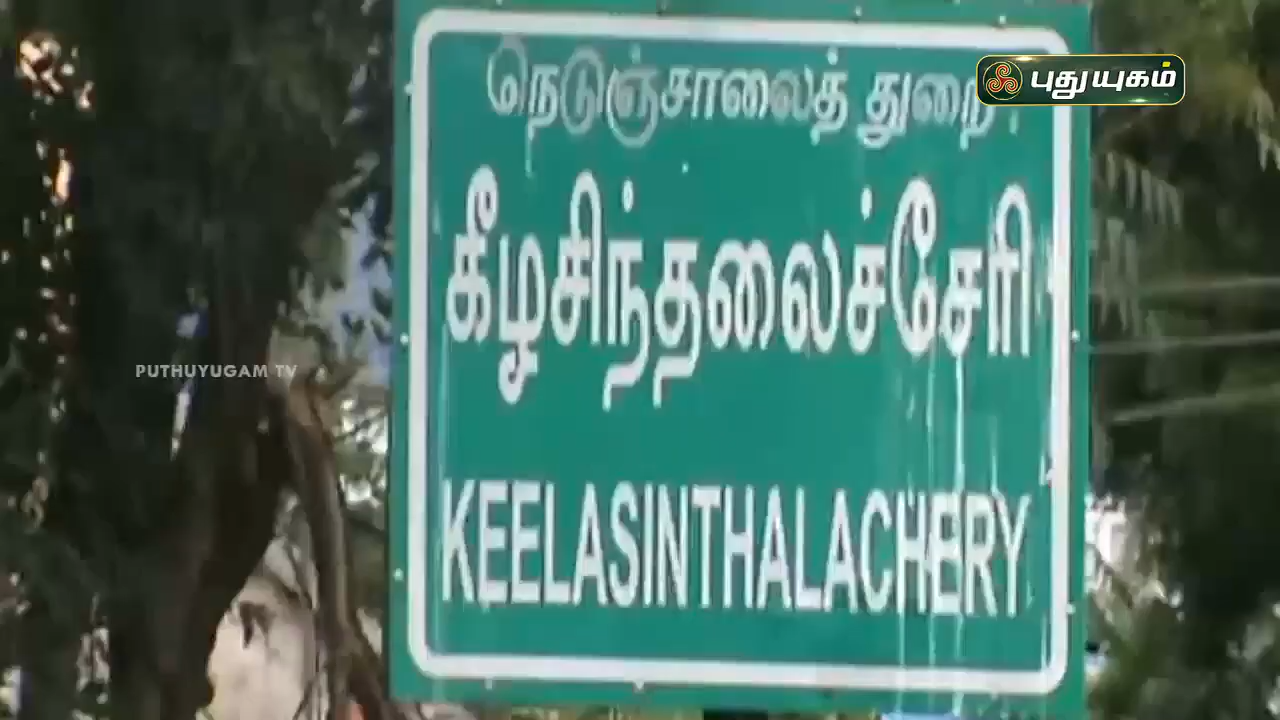 நெடுஞ்சாலைத் துறை
புதுயுகம்
கீழசிந்தலைச்சேரி
PUTHUYUGAM TV
KEELASINTHALACHERY